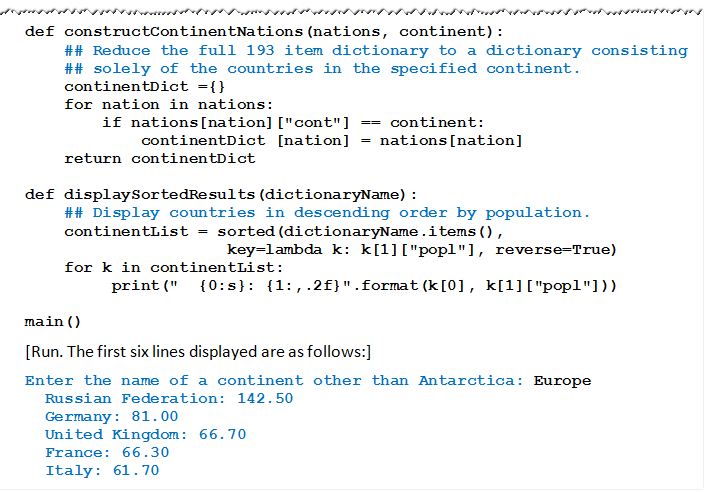 def constructContinentNations(nations, continent):
    ## Reduce the full 193 item dictionary to a dictionary consisting
    ## solely of the countries in the specified continent.
    continentDict ={}
    for nation in nations:
        if nations[nation]["cont"] == continent:
            continentDict [nation] = nations[nation]
    return continentDict

def displaySortedResults(dictionaryName):
    ## Display countries in descending order by population.
    continentList = sorted(dictionaryName.items(),
                     key=lambda k: k[1]["popl"], reverse=True)
    for k in continentList:
         print("  {0:s}: {1:,.2f}".format(k[0], k[1]["popl"]))

main()
[Run. The first six lines displayed are as follows:]
Enter the name of a continent other than Antarctica: Europe
  Russian Federation: 142.50
  Germany: 81.00
  United Kingdom: 66.70
  France: 66.30
  Italy: 61.70